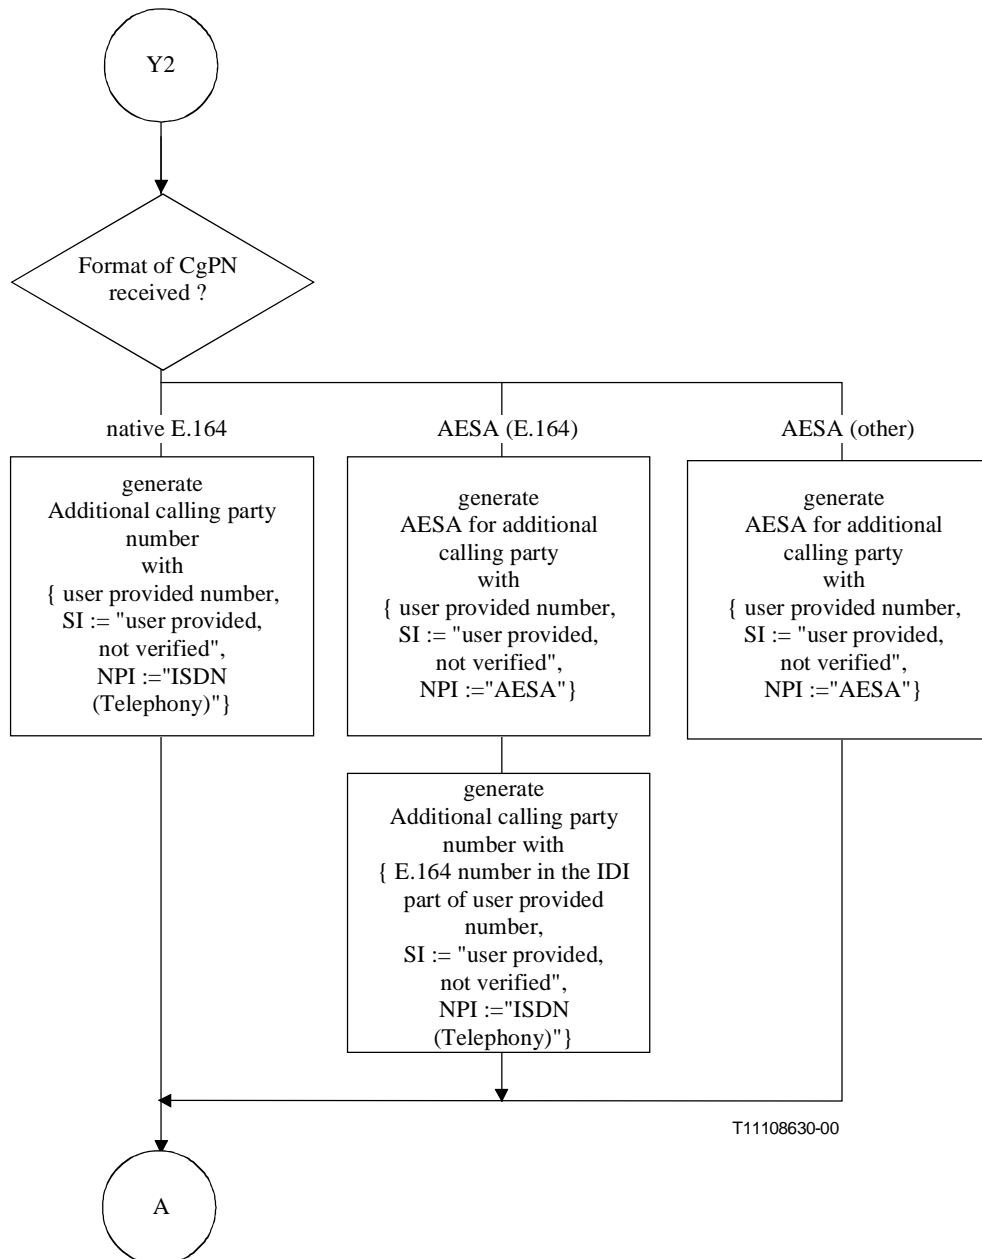 Y2
Format of CgPN
received ?
native E.164
AESA (E.164)
AESA (other)
generate
Additional calling party
number
with
{ user provided number,
SI := "user provided,
not verified",
NPI :="ISDN
(Telephony)"}
generate
AESA for additional
calling party
with
{ user provided number,
SI := "user provided,
not verified",
NPI :="AESA"}
generate
AESA for additional
calling party
with
{ user provided number,
SI := "user provided,
not verified",
NPI :="AESA"}
generate
Additional calling party
number with
{ E.164 number in the IDI
part of user provided
number,
SI := "user provided,
not verified",
NPI :="ISDN
(Telephony)"}
T11108630-00
A